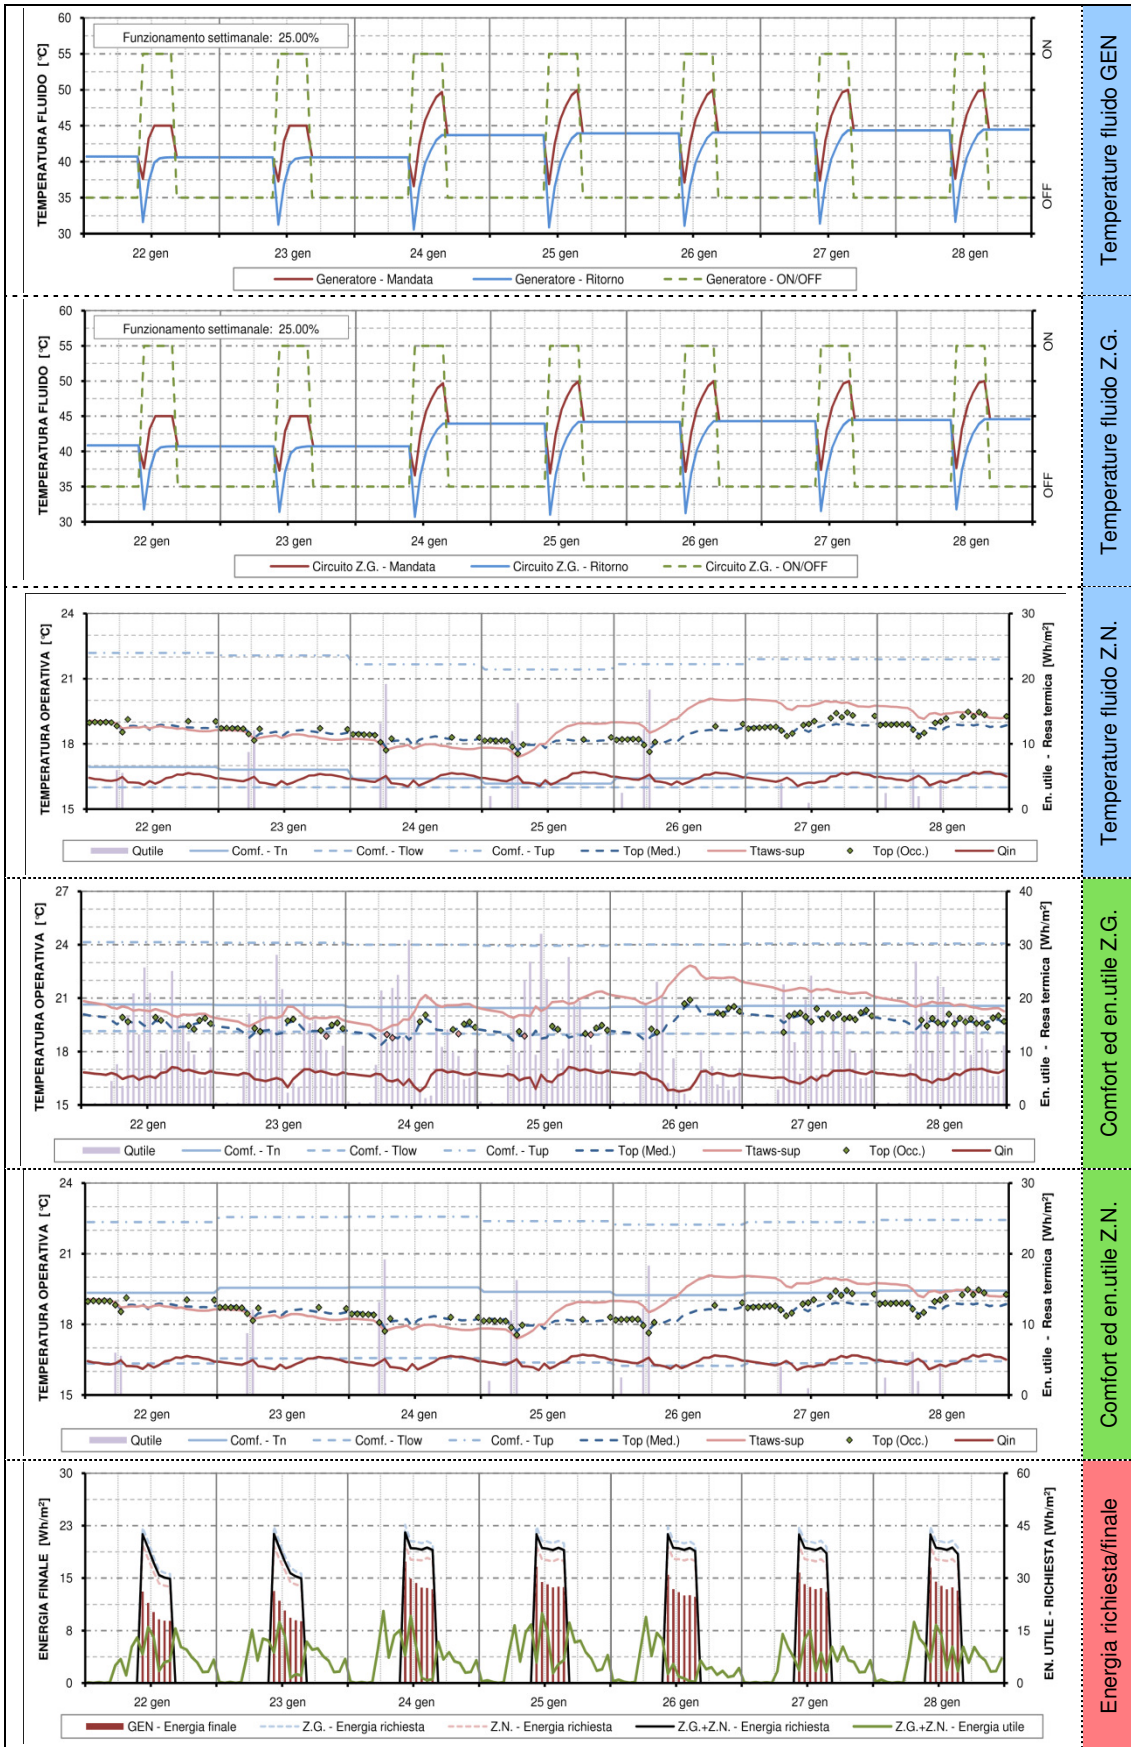 Funzionamento settimanale: 25.00%
TEMPERATURA FLUIDO [°C]
60
55
50
45
40
35
30
ON
OFF
22 gen 23 gen 24 gen 25 gen 26 gen 27 gen 28 gen
Generatore - Mandata Generatore - Ritorno Generatore - ON/OFF
Temperature fluido GEN
Funzionamento settimanale: 25.00%
TEMPERATURA FLUIDO [°C]
60
55
50
45
40
35
30
ON
OFF
22 gen 23 gen 24 gen 25 gen 26 gen 27 gen 28 gen
Circuito Z.G. - Mandata Circuito Z.G. - Ritorno Circuito Z.G. - ON/OFF
Temperature fluido Z.G.
TEMPERATURA OPERATIVA [°C]
24
21
18
15
30
20
10
0
En. utile - Resa termica [Wh/m²]
22 gen 23 gen 24 gen 25 gen 26 gen 27 gen 28 gen
Qutile Comf. - Tn Comf. - Tlow Comf. - Tup Top (Med.) Ttaws-sup Top (Occ.) Qin
Temperature fluido Z.N.
TEMPERATURA OPERATIVA [°C]
27
24
21
18
15
40
30
20
10
0
En. utile - Resa termica [Wh/m²]
22 gen 23 gen 24 gen 25 gen 26 gen 27 gen 28 gen
Qutile Comf. - Tn Comf. - Tlow Comf. - Tup Top (Med.) Ttaws-sup Top (Occ.) Qin
Comfort ed en.utile Z.G.
TEMPERATURA OPERATIVA [°C]
24
21
18
15
30
20
10
0
En. utile - Resa termica [Wh/m²]
22 gen 23 gen 24 gen 25 gen 26 gen 27 gen 28 gen
Qutile Comf. - Tn Comf. - Tlow Comf. - Tup Top (Med.) Ttaws-sup Top (Occ.) Qin
Comfort ed en.utile Z.N.
ENERGIA FINALE [Wh/m²]
30
23
15
8
0
60
45
30
15
0
EN. UTILE - RICHIESTA [Wh/m²]
22 gen 23 gen 24 gen 25 gen 26 gen 27 gen 28 gen
GEN - Energia finale Z.G. - Energia richiesta Z.N. - Energia richiesta Z.G.+Z.N. - Energia richiesta Z.G.+Z.N. - Energia utile
Energia richiesta/finale